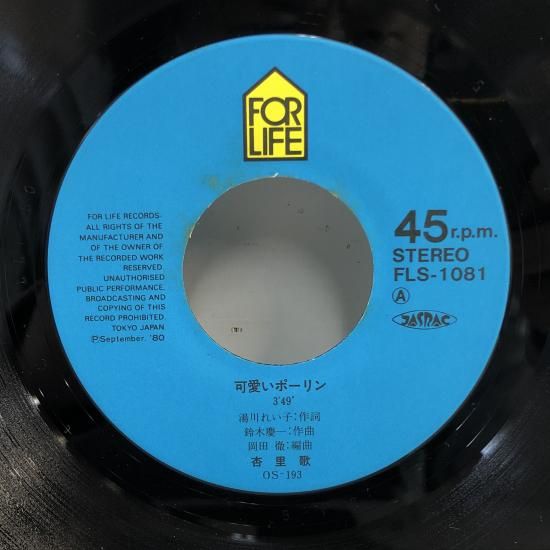 FOR
LIFE
FOR LIFE RECORDS:
ALL RIGHTS OF THE
MANUFACTURER AND
OF THE OWNER OF
THE RECORDED WORK
RESERVED.
UNAUTHORISED
PUBLIC PERFORMANCE,
BROADCASTING AND
COPYING OF THIS
RECORD PROHIBITED.
TOKYO JAPAN.
ⓅSeptember. '80
45r.p.m.
STEREO
FLS-1081
Ⓐ
JASRAC
可愛いポーリン
3'49"
湯川れい子:作詞
鈴木慶一:作曲
岡田 徹:編曲
杏里歌
OS-193